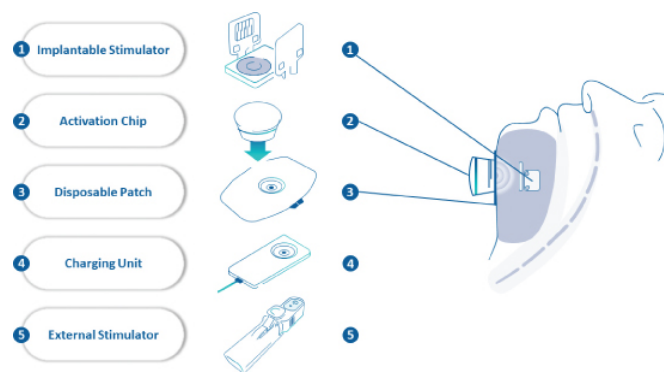 1 Implantable Stimulator 1
2 Activation Chip 2
3 Disposable Patch 3
4 Charging Unit 4
5 External Stimulator 5